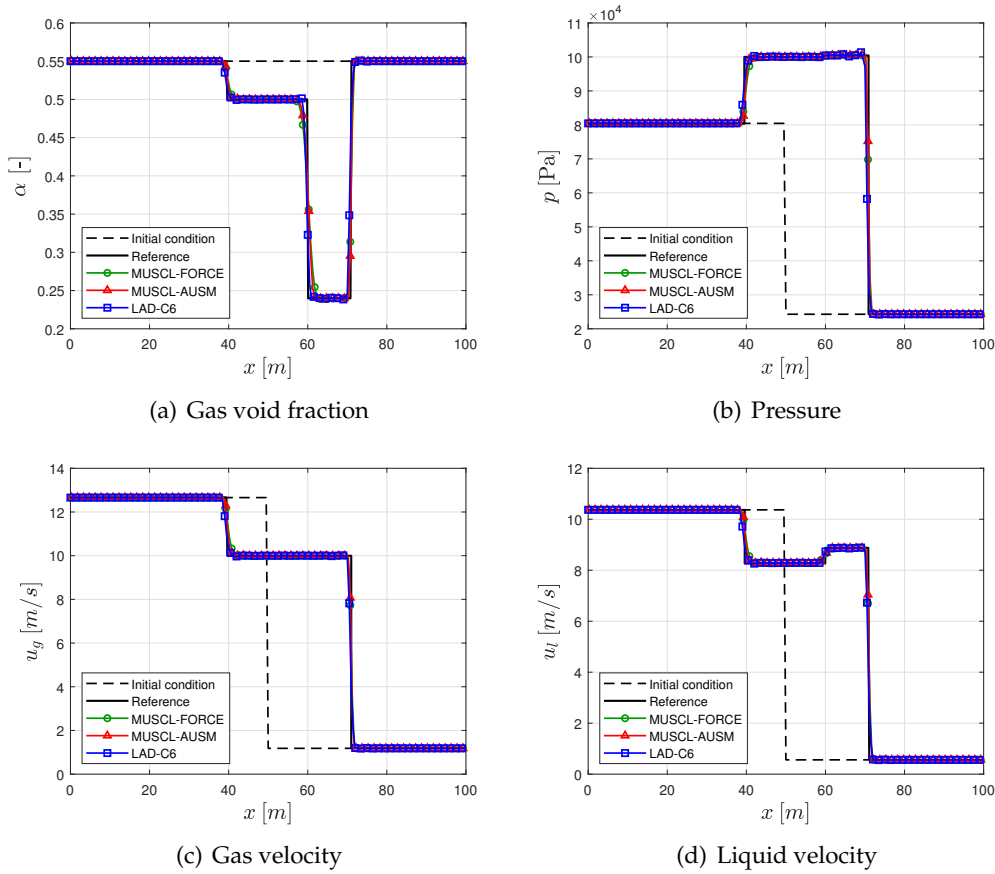 0.6
0.55
0.5
0.45
0.4
0.35
0.3
0.25
0.2
α [-]
Initial condition
Reference
MUSCL-FORCE
MUSCL-AUSM
LAD-C6
0 20 40 60 80 100
x [m]
(a) Gas void fraction
×10⁴
11
10
9
8
7
6
5
4
3
2
p [Pa]
Initial condition
Reference
MUSCL-FORCE
MUSCL-AUSM
LAD-C6
0 20 40 60 80 100
x [m]
(b) Pressure
14
12
10
8
6
4
2
0
u_g [m/s]
Initial condition
Reference
MUSCL-FORCE
MUSCL-AUSM
LAD-C6
0 20 40 60 80 100
x [m]
(c) Gas velocity
12
10
8
6
4
2
0
u_l [m/s]
Initial condition
Reference
MUSCL-FORCE
MUSCL-AUSM
LAD-C6
0 20 40 60 80 100
x [m]
(d) Liquid velocity